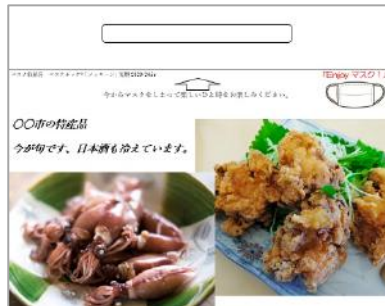 『Enjoy マスク！』
今からマスクをしまって楽しいひと時をお楽しみください。
〇〇市の特産品
今が旬です、日本酒も冷えています。